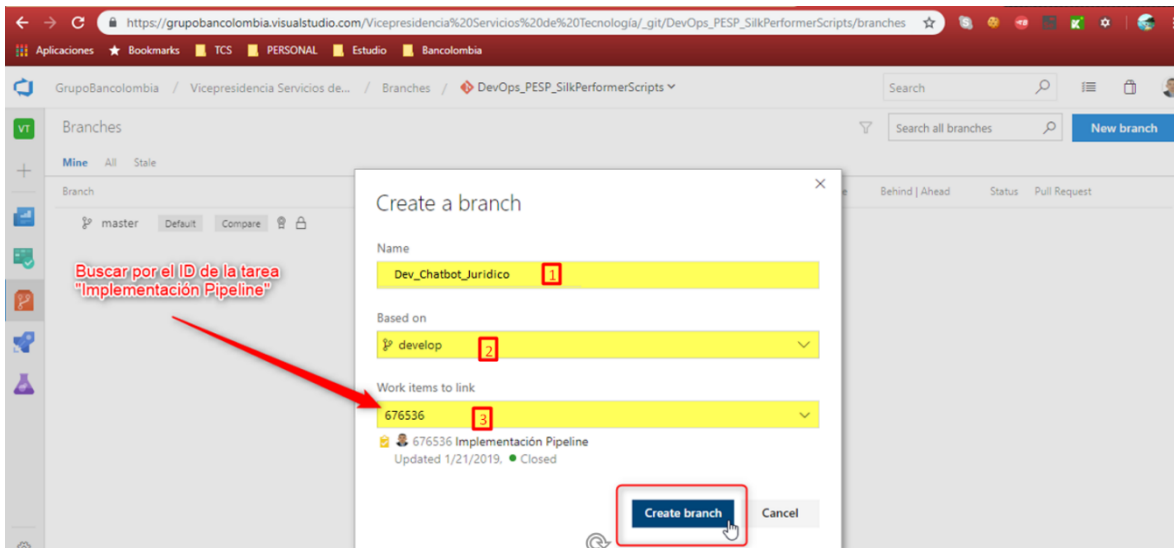 https://grupobancolombia.visualstudio.com/Vicepresidencia%20Servicios%20de%20Tecnología/_git/DevOps_PESP_SilkPerformerScripts/branches
Aplicaciones Bookmarks TCS PERSONAL Estudio Bancolombia
GrupoBancolombia / Vicepresidencia Servicios de... / Branches / DevOps_PESP_SilkPerformerScripts Search
VT Branches Search all branches New branch
Mine All Stale
Branch Behind | Ahead Status Pull Request
master Default Compare
Buscar por el ID de la tarea
"Implementación Pipeline"
Create a branch
Name
Dev_Chatbot_Juridico 1
Based on
develop 2
Work items to link
676536 3
676536 Implementación Pipeline
Updated 1/21/2019, Closed
Create branch Cancel